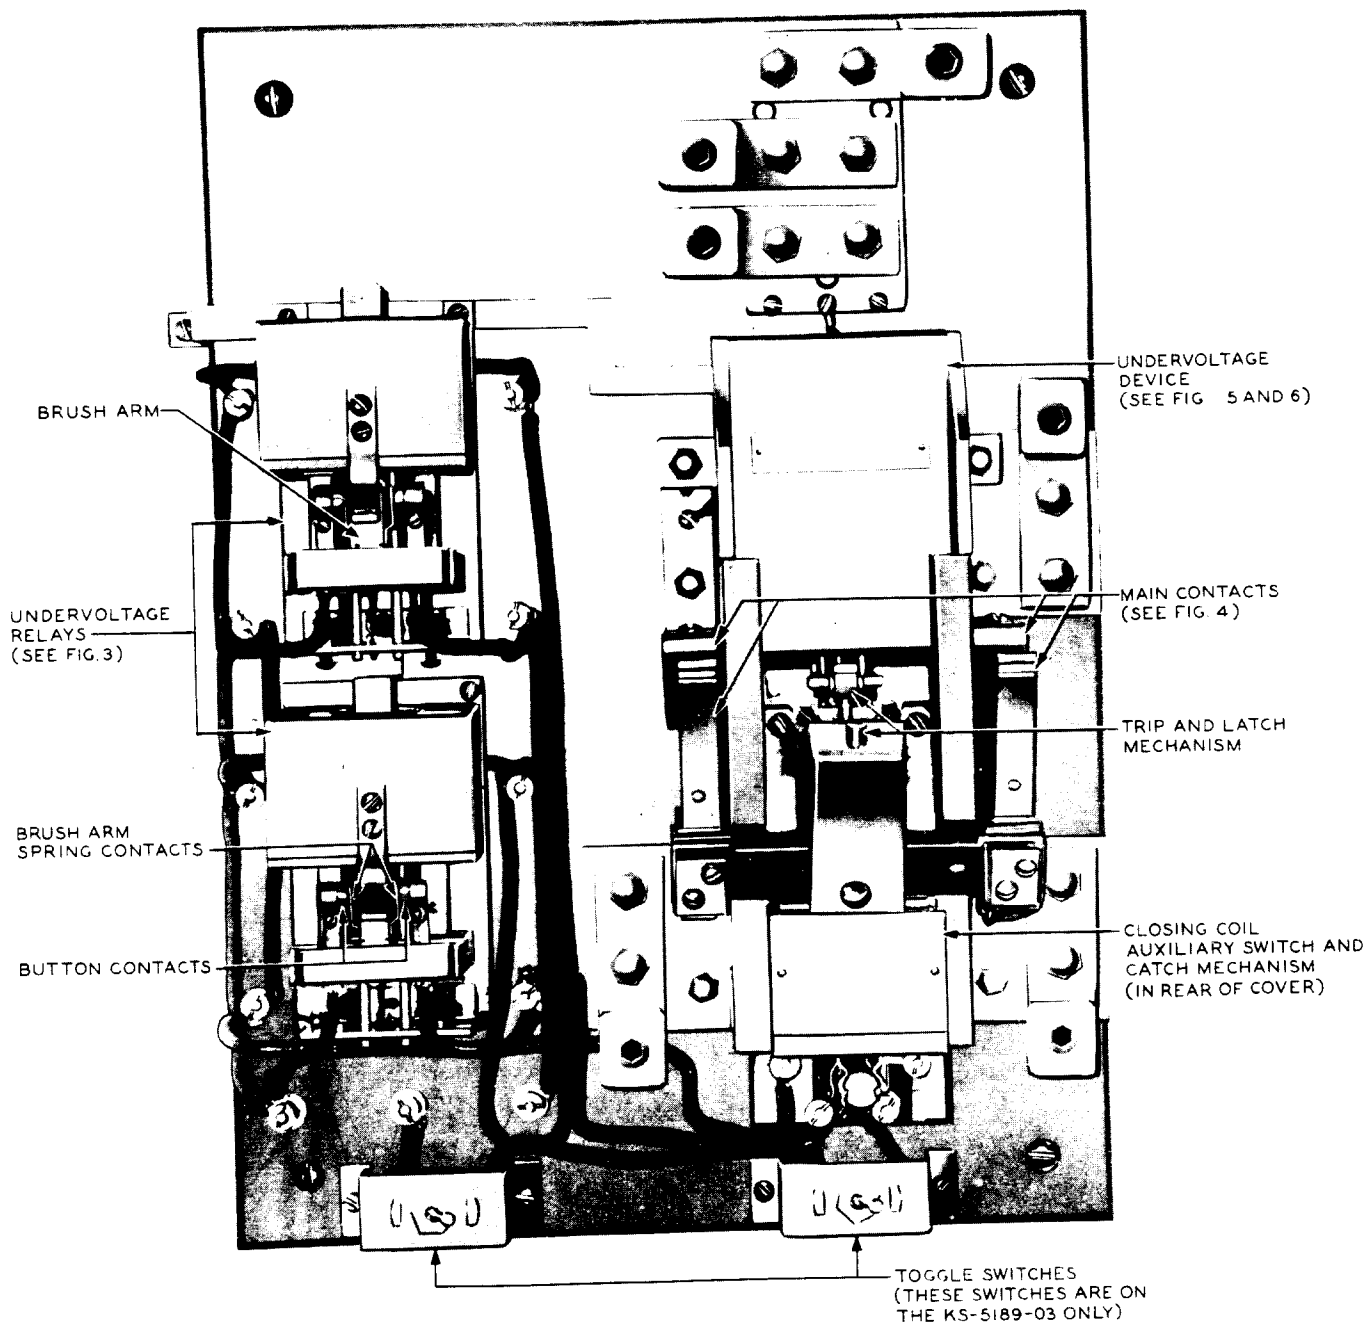 UNDERVOLTAGE
DEVICE
(SEE FIG 5 AND 6)
BRUSH ARM
MAIN CONTACTS
(SEE FIG. 4)
UNDERVOLTAGE
RELAYS
(SEE FIG. 3)
TRIP AND LATCH
MECHANISM
BRUSH ARM
SPRING CONTACTS
CLOSING COIL
AUXILIARY SWITCH AND
CATCH MECHANISM
(IN REAR OF COVER)
BUTTON CONTACTS
TOGGLE SWITCHES
(THESE SWITCHES ARE ON
THE KS-5189-03 ONLY)